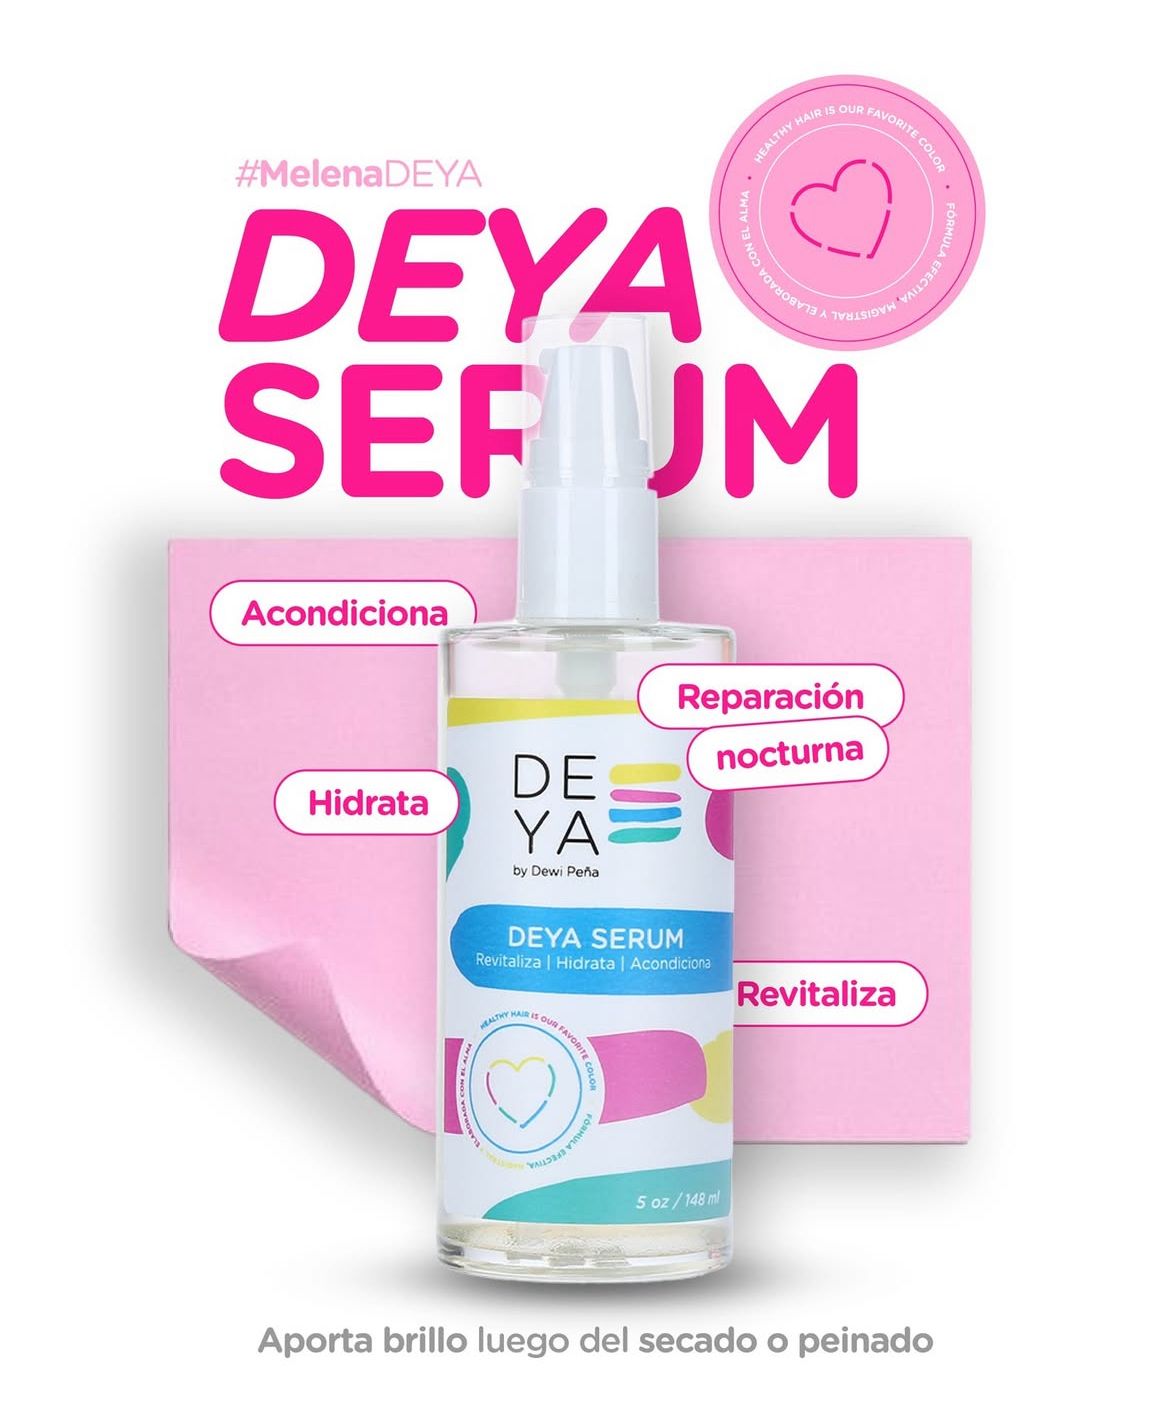 #MelenaDEYA
DEYA
SERUM
HEALTHY HAIR IS OUR FAVORITE COLOR • FÓRMULA EFECTIVA, MAGISTRAL Y ELABORADA CON EL ALMA •
Acondiciona
Reparación
nocturna
Hidrata
DE
YA
by Dewi Peña
DEYA SERUM
Revitaliza | Hidrata | Acondiciona
Revitaliza
HEALTHY HAIR IS OUR FAVORITE COLOR • FÓRMULA EFECTIVA, MAGISTRAL Y ELABORADA CON EL ALMA •
5 oz / 148 ml
Aporta brillo luego del secado o peinado